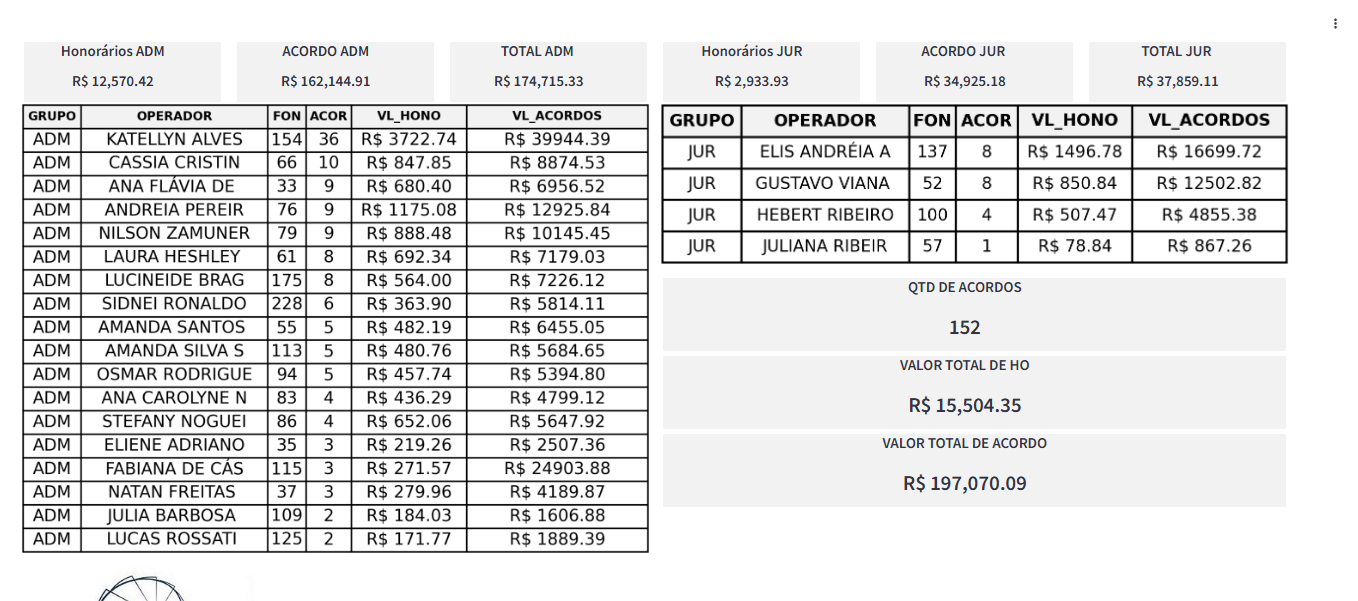 Honorários ADM ACORDO ADM TOTAL ADM Honorários JUR ACORDO JUR TOTAL JUR
R$ 12,570.42 R$ 162,144.91 R$ 174,715.33 R$ 2,933.93 R$ 34,925.18 R$ 37,859.11
GRUPO OPERADOR FON ACOR VL_HONO VL_ACORDOS
ADM KATELLYN ALVES 154 36 R$ 3722.74 R$ 39944.39
ADM CASSIA CRISTIN 66 10 R$ 847.85 R$ 8874.53
ADM ANA FLÁVIA DE 33 9 R$ 680.40 R$ 6956.52
ADM ANDREIA PEREIR 76 9 R$ 1175.08 R$ 12925.84
ADM NILSON ZAMUNER 79 9 R$ 888.48 R$ 10145.45
ADM LAURA HESHLEY 61 8 R$ 692.34 R$ 7179.03
ADM LUCINEIDE BRAG 175 8 R$ 564.00 R$ 7226.12
ADM SIDNEI RONALDO 228 6 R$ 363.90 R$ 5814.11
ADM AMANDA SANTOS 55 5 R$ 482.19 R$ 6455.05
ADM AMANDA SILVA S 113 5 R$ 480.76 R$ 5684.65
ADM OSMAR RODRIGUE 94 5 R$ 457.74 R$ 5394.80
ADM ANA CAROLYNE N 83 4 R$ 436.29 R$ 4799.12
ADM STEFANY NOGUEI 86 4 R$ 652.06 R$ 5647.92
ADM ELIENE ADRIANO 35 3 R$ 219.26 R$ 2507.36
ADM FABIANA DE CÁS 115 3 R$ 271.57 R$ 24903.88
ADM NATAN FREITAS 37 3 R$ 279.96 R$ 4189.87
ADM JULIA BARBOSA 109 2 R$ 184.03 R$ 1606.88
ADM LUCAS ROSSATI 125 2 R$ 171.77 R$ 1889.39
GRUPO OPERADOR FON ACOR VL_HONO VL_ACORDOS
JUR ELIS ANDRÉIA A 137 8 R$ 1496.78 R$ 16699.72
JUR GUSTAVO VIANA 52 8 R$ 850.84 R$ 12502.82
JUR HEBERT RIBEIRO 100 4 R$ 507.47 R$ 4855.38
JUR JULIANA RIBEIR 57 1 R$ 78.84 R$ 867.26
QTD DE ACORDOS
152
VALOR TOTAL DE HO
R$ 15,504.35
VALOR TOTAL DE ACORDO
R$ 197,070.09